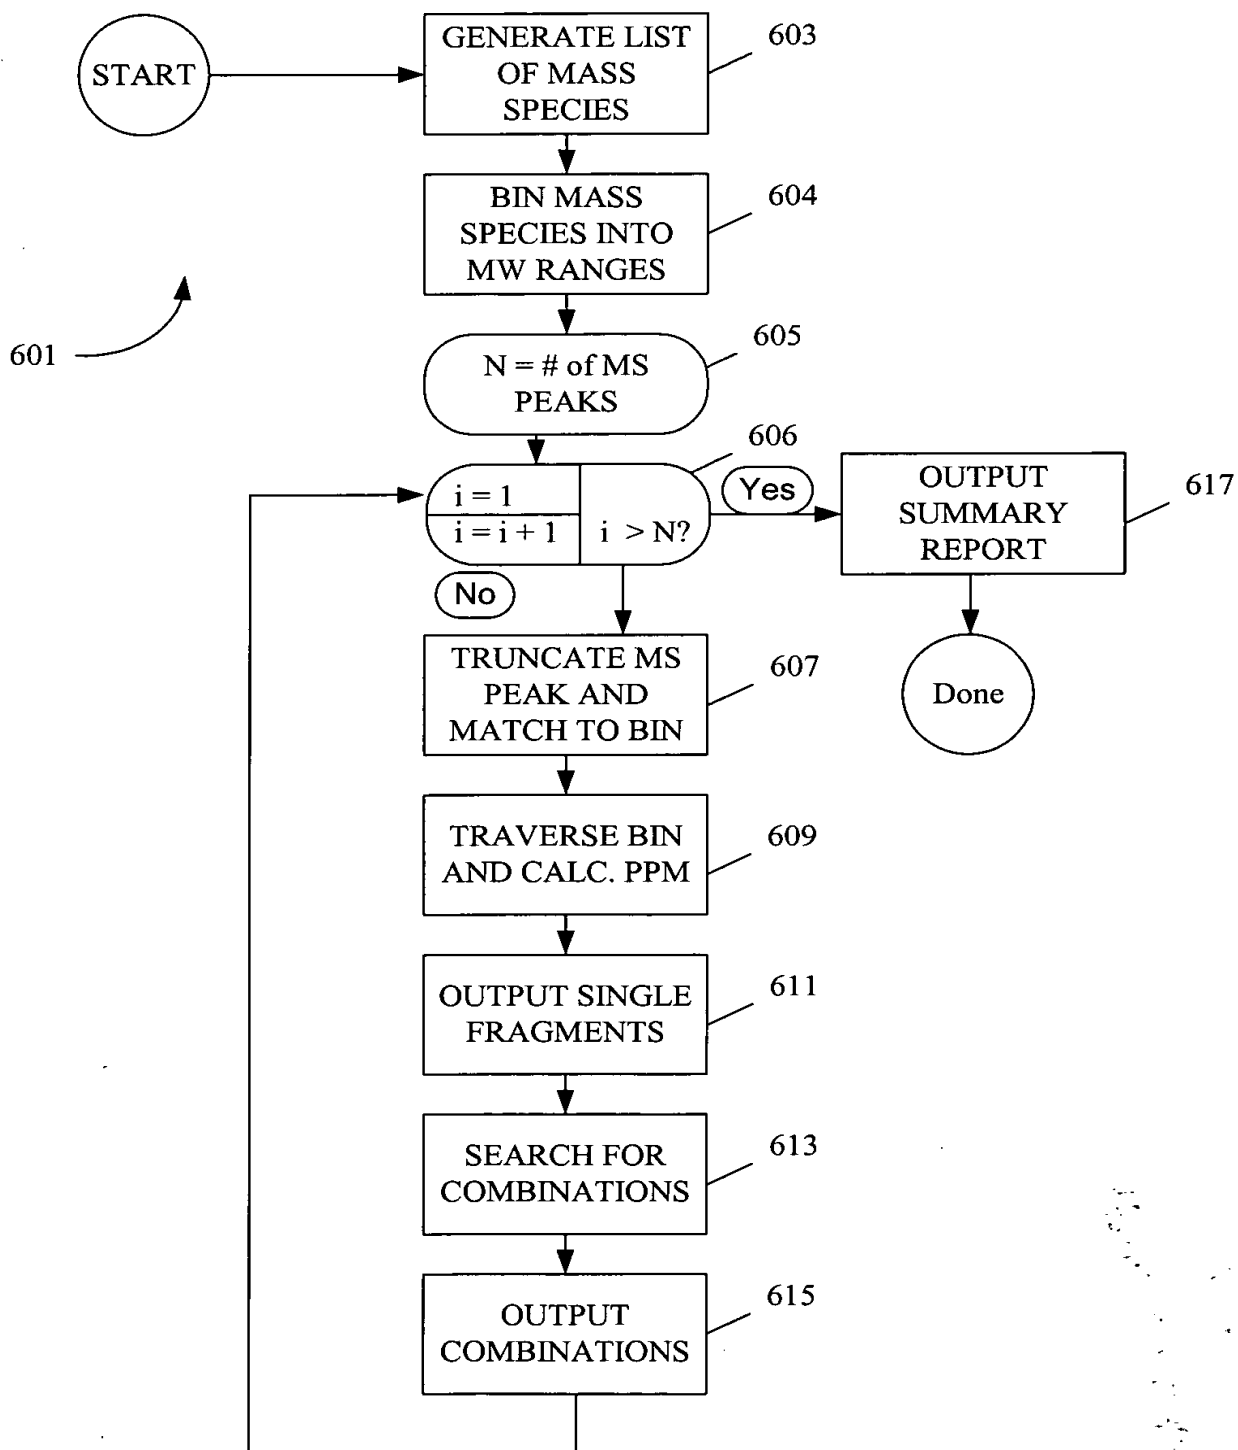 START
GENERATE LIST
OF MASS
SPECIES
603
BIN MASS
SPECIES INTO
MW RANGES
604
601
N = # of MS
PEAKS
605
606
i = 1
i = i + 1
i > N?
Yes
No
OUTPUT
SUMMARY
REPORT
617
Done
TRUNCATE MS
PEAK AND
MATCH TO BIN
607
TRAVERSE BIN
AND CALC. PPM
609
OUTPUT SINGLE
FRAGMENTS
611
SEARCH FOR
COMBINATIONS
613
OUTPUT
COMBINATIONS
615